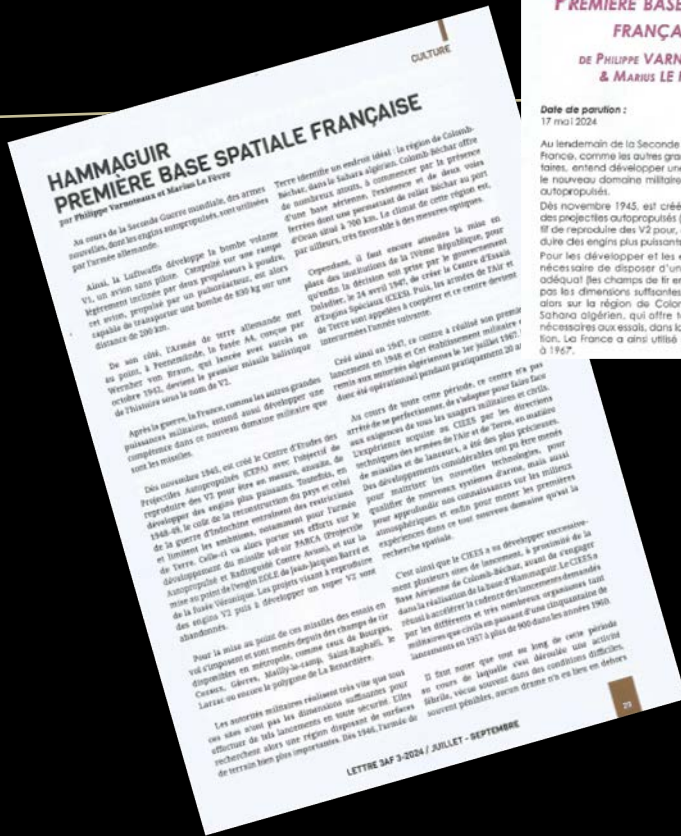 CULTURE
HAMMAGUIR
PREMIÈRE BASE SPATIALE FRANÇAISE
par Philippe Varnoteaux et Marius Le Fèvre
Au cours de la Seconde Guerre mondiale, des armes
nouvelles, dont les engins autopropulsés, sont utilisées
par l'armée allemande.
Ainsi, la Luftwaffe développe la bombe volante
V1, un avion sans pilote. Catapulté sur une rampe
légèrement inclinée par deux propulseurs à poudre,
cet avion, propulsé par un pulsoréacteur, est alors
capable de transporter une bombe de 830 kg sur une
distance de 200 km.
De son côté, l'Armée de terre allemande met
au point, à Peenemünde, la fusée A4, conçue par
Wernher von Braun, qui lancée avec succès en
octobre 1942, devient le premier missile balistique
de l'histoire sous le nom de V2.
Après la guerre, la France, comme les autres grandes
puissances militaires, entend aussi développer une
compétence dans ce nouveau domaine militaire que
sont les missiles.
Dès novembre 1945, est créé le Centre d'Études des
Projectiles Autopropulsés (CEPA) avec l'objectif de
reproduire des V2 pour être en mesure, ensuite, de
développer des engins plus puissants. Toutefois, en
1948-49, le coût de la reconstruction du pays et celui
de la guerre d'Indochine entraînent des restrictions
et limitent les ambitions, notamment pour l'armée
de Terre. Celle-ci va alors porter ses efforts sur le
développement du missile sol-air PARCA (Projectile
Autopropulsé et Radioguidé Contre Avions), et sur la
mise au point de l'engin EOLE de Jean-Jacques Barré et
de la fusée Véronique. Les projets visant à reproduire
des engins V2 puis à développer un super V2 sont
abandonnés.
Pour la mise au point de ces missiles des essais en
vol s'imposent et sont menés depuis des champs de tir
disponibles en métropole, comme ceux de Bourges,
Cazaux, Gâvres, Mailly-le-camp, Saint-Raphaël, le
Larzac ou encore le polygone de La Renardière.
Les autorités militaires réalisent très vite que tous
ces sites n'ont pas les dimensions suffisantes pour
effectuer de tels lancements en toute sécurité. Elles
recherchent alors une région disposant de surfaces
de terrain bien plus importantes. Dès 1946, l'armée de
Terre identifie un endroit idéal : la région de Colomb-
Béchar, dans le Sahara algérien. Colomb-Béchar offre
de nombreux atouts, à commencer par la présence
d'une base aérienne, l'existence de deux voies
ferrées dont une permettant de relier Béchar au port
d'Oran situé à 700 km. Le climat de cette région est,
par ailleurs, très favorable à des mesures optiques.
Cependant, il faut encore attendre la mise en
place des institutions de la IVème République, pour
qu'enfin la décision soit prise par le gouvernement
Daladier, le 24 avril 1947, de créer le Centre d'Essais
d'Engins Spéciaux (CEES). Puis, les armées de l'Air et
de Terre sont appelées à coopérer et ce centre devient
interarmées l'année suivante.
Créé ainsi en 1947, ce centre a réalisé son premier
lancement en 1948 et Cet établissement militaire
remis aux autorités algériennes le 1er juillet 1967.
donc été opérationnel pendant pratiquement 20
Au cours de toute cette période, ce centre n'a pas
arrêté de se perfectionner, de s'adapter pour faire face
aux exigences de tous les usagers militaires et civils.
L'expérience acquise au CIEES par les directions
techniques des armées de l'Air et de Terre, en matière
de missiles et de lanceurs, a été des plus précieuses.
Des développements considérables ont pu être menés
pour maîtriser les nouvelles technologies, pour
qualifier de nouveaux systèmes d'arme, mais aussi
pour approfondir nos connaissances sur les milieux
atmosphériques et enfin pour mener les premières
expériences dans ce tout nouveau domaine qu'est la
recherche spatiale.
C'est ainsi que le CIEES a su développer successive-
ment plusieurs sites de lancement, à proximité de la
Base Aérienne de Colomb-Béchar, avant de s'engager
dans la réalisation de la base d'Hammaguir. Le CIEES a
réussi à accélérer la cadence des lancements demandés
par les différents et très nombreux organismes tant
militaires que civils en passant d'une cinquantaine de
lancements en 1957 à plus de 900 dans les années 1960.
Il faut noter que tout au long de cette période
au cours de laquelle s'est déroulée une activité
fébrile, vécue souvent dans des conditions difficiles,
souvent pénibles, aucun drame n'a eu lieu en dehors
LETTRE 3AF 3-2024 / JUILLET - SEPTEMBRE
PREMIÈRE BASE
FRANÇA
DE PHILIPPE VARN
& MARIUS LE
Date de parution :
17 mai 2024
Au lendemain de la Seconde
France, comme les autres gran
taires, entend développer une
le nouveau domaine militaire
autopropulsés.
Dès novembre 1945, est créé
des projectiles autopropulsés (
tif de reproduire des V2 pour,
duire des engins plus puissants
Pour les développer et les
nécessaire de disposer d'un
adéquat (les champs de tir en
pas les dimensions suffisantes
alors sur la région de Colom
Sahara algérien, qui offre t
nécessaires aux essais, dans la
tion. La France a ainsi utilisé
à 1967.